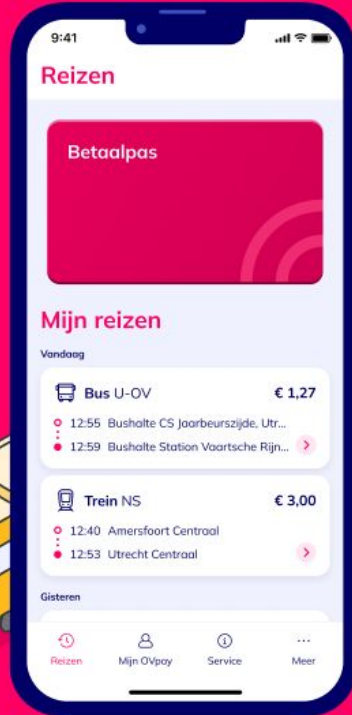 9:41
Reizen
Betaalpas
Mijn reizen
Vandaag
Bus U-OV € 1,27
12:55 Bushalte CS Jaarbeurszijde, Utr...
12:59 Bushalte Station Vaartsche Rijn...
Trein NS € 3,00
12:40 Amersfoort Centraal
12:53 Utrecht Centraal
Gisteren
Reizen Mijn OVpay Service Meer